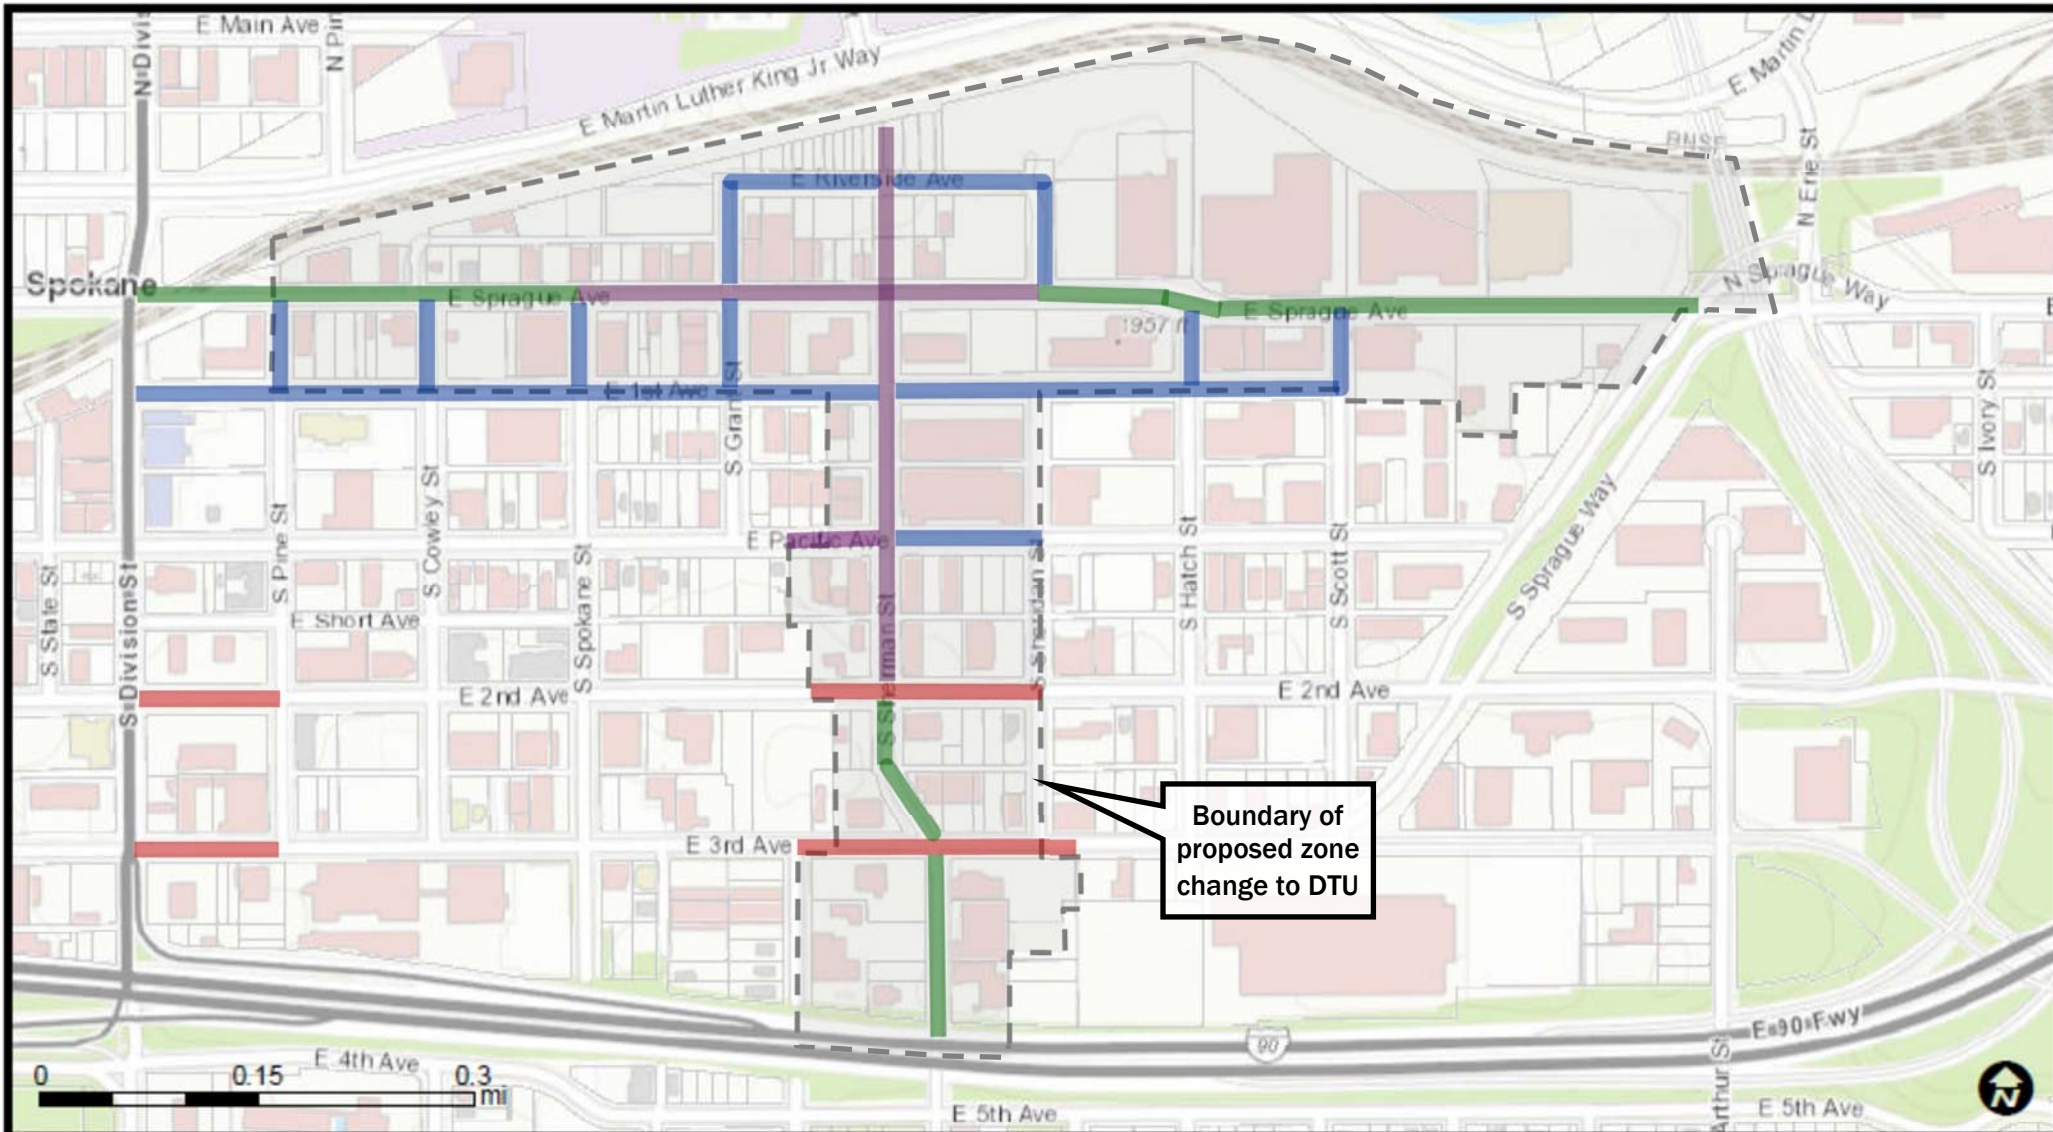 E Main Ave
N Divis
N Pin
E Martin Luther King Jr Way
E Martin
BNSF
N Erie St
E Riverside Ave
Spokane
E Sprague Ave
E Sprague Ave
N Sprague Way
1957 ft
E 1st Ave
S Grant St
S Ivory St
E Pacific Ave
S State St
S Division St
S Pine St
S Cowley St
S Spokane St
S Sherman St
S Sheridan St
S Hatch St
S Scott St
S Sprague Way
E Short Ave
E 2nd Ave
E 2nd Ave
E 3rd Ave
Boundary of
proposed zone
change to DTU
90
E 90 Fwy
Arthur St
0 0.15 0.3
mi
E 4th Ave
E 5th Ave
E 5th Ave
N